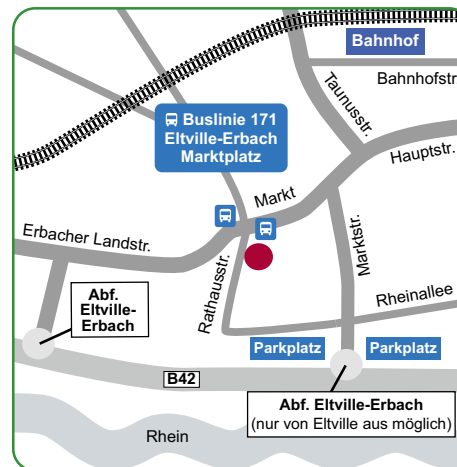 Bahnhof
Bahnhofstr.
Taunusstr.
Buslinie 171
Eltville-Erbach
Marktplatz
Hauptstr.
Markt
Erbacher Landstr.
Marktstr.
Rathausstr.
Abf.
Eltville-
Erbach
Rheinallee
Parkplatz
Parkplatz
B42
Abf. Eltville-Erbach
(nur von Eltville aus möglich)
Rhein